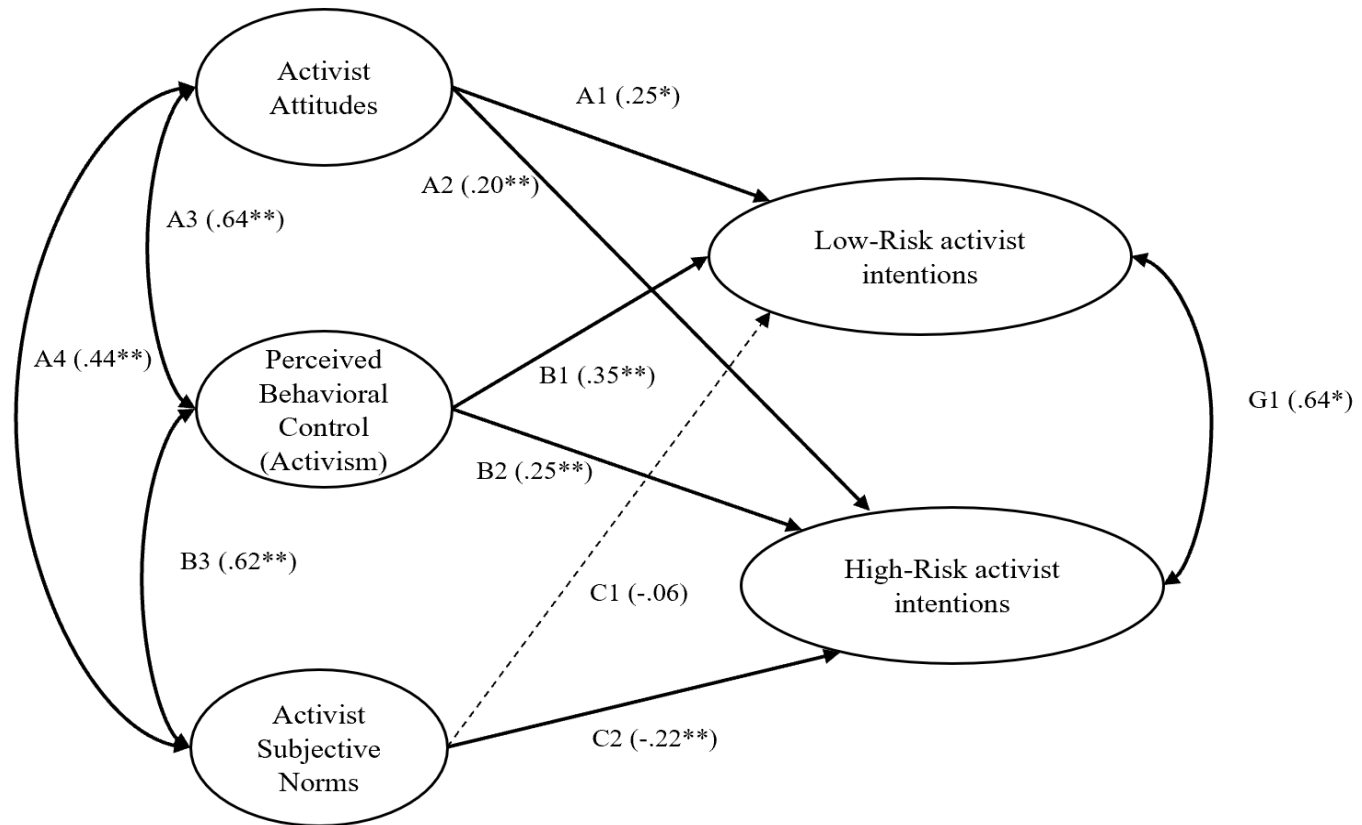 Activist
Attitudes
A1 (.25*)
A2 (.20**)
A3 (.64**)
Low-Risk activist
intentions
A4 (.44**)
Perceived
Behavioral
Control
(Activism)
B1 (.35**)
G1 (.64*)
B2 (.25**)
B3 (.62**)
C1 (-.06)
High-Risk activist
intentions
Activist
Subjective
Norms
C2 (-.22**)